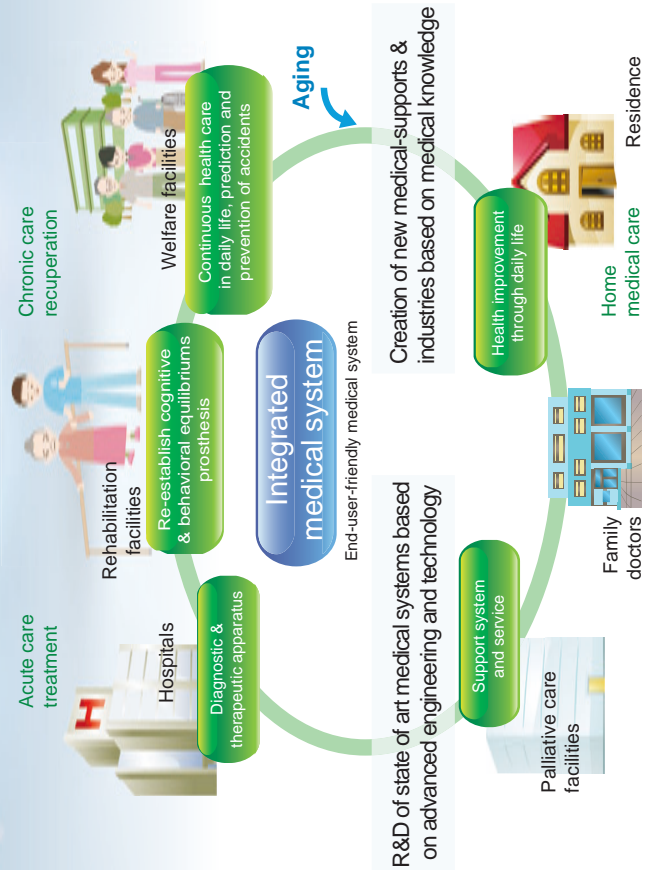 Acute care
treatment
Chronic care
recuperation
Hospitals
Rehabilitation
facilities
Welfare facilities
Diagnostic &
therapeutic apparatus
Re-establish cognitive
& behavioral equilibriums
prosthesis
Continuous health care
in daily life, prediction and
prevention of accidents
Aging
Integrated
medical system
End-user-friendly medical system
R&D of state of art medical systems based
on advanced engineering and technology
Creation of new medical-supports &
industries based on medical knowledge
Support system
and service
Health improvement
through daily life
Palliative care
facilities
Family
doctors
Home
medical care
Residence
H